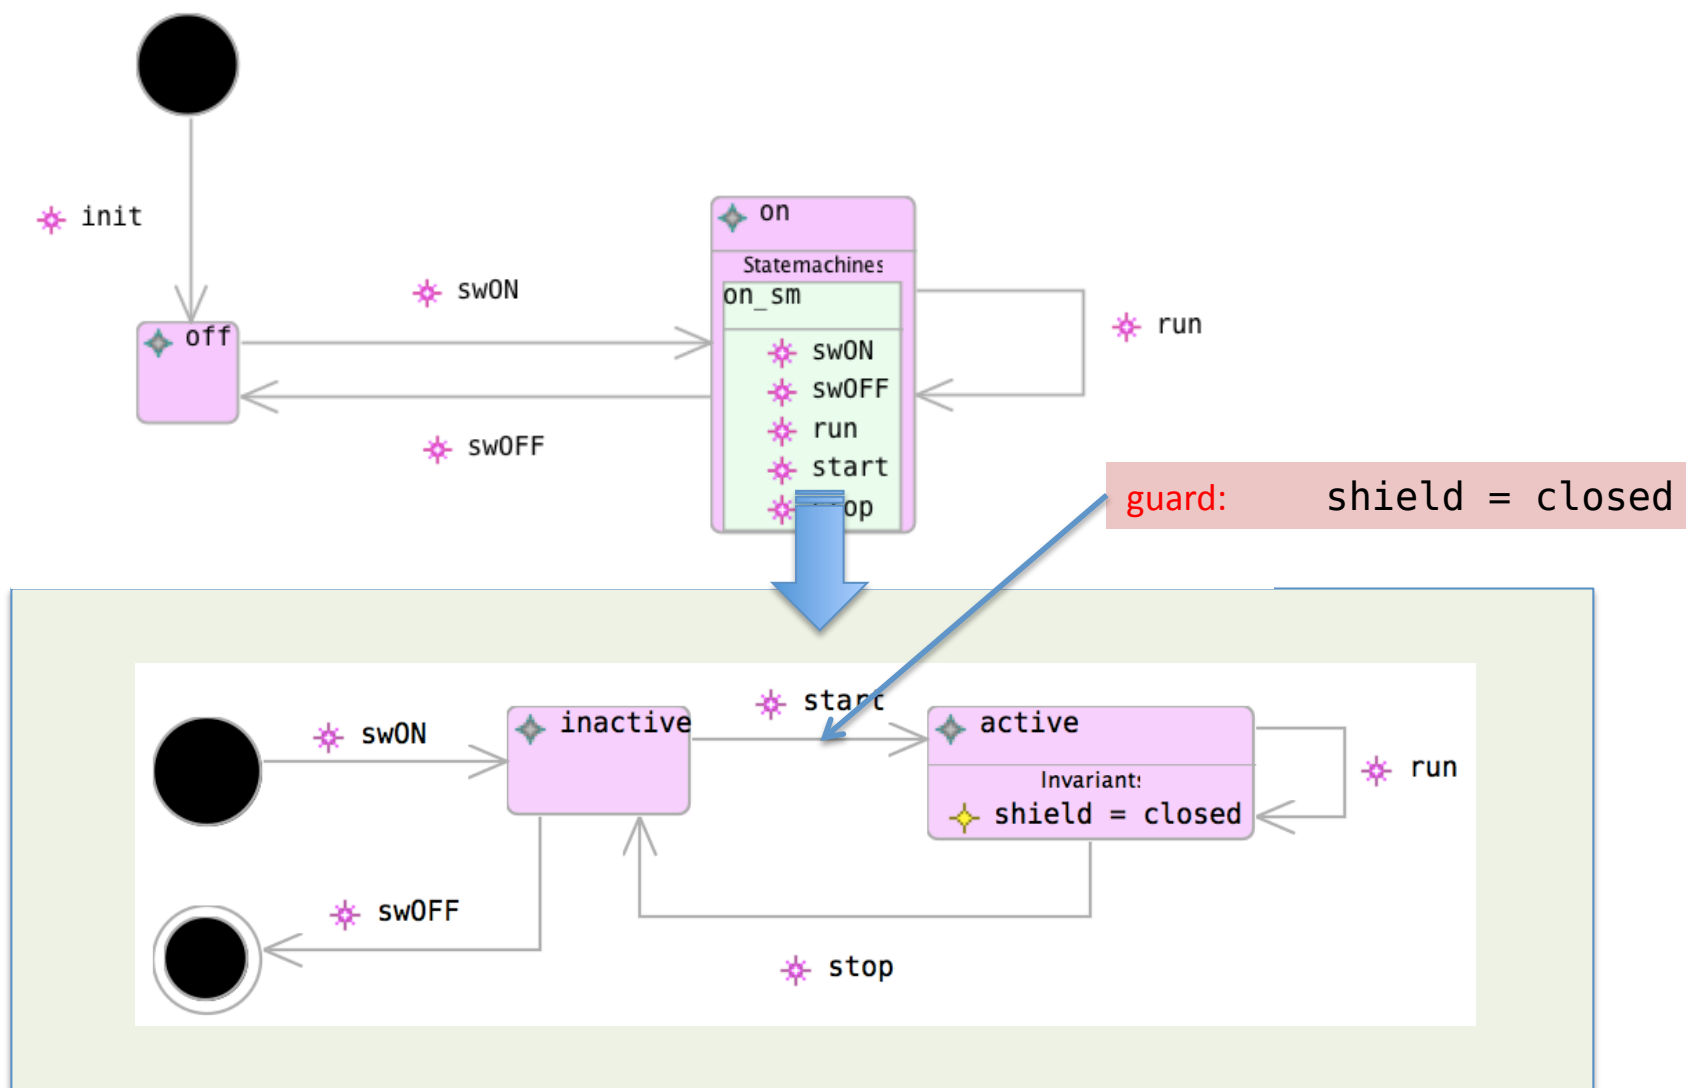 init
on
Statemachines
on_sm
swON
off
swON
run
swOFF
run
swOFF
start
guard: shield = closed
start
inactive
active
swON
run
Invariants
shield = closed
swOFF
stop